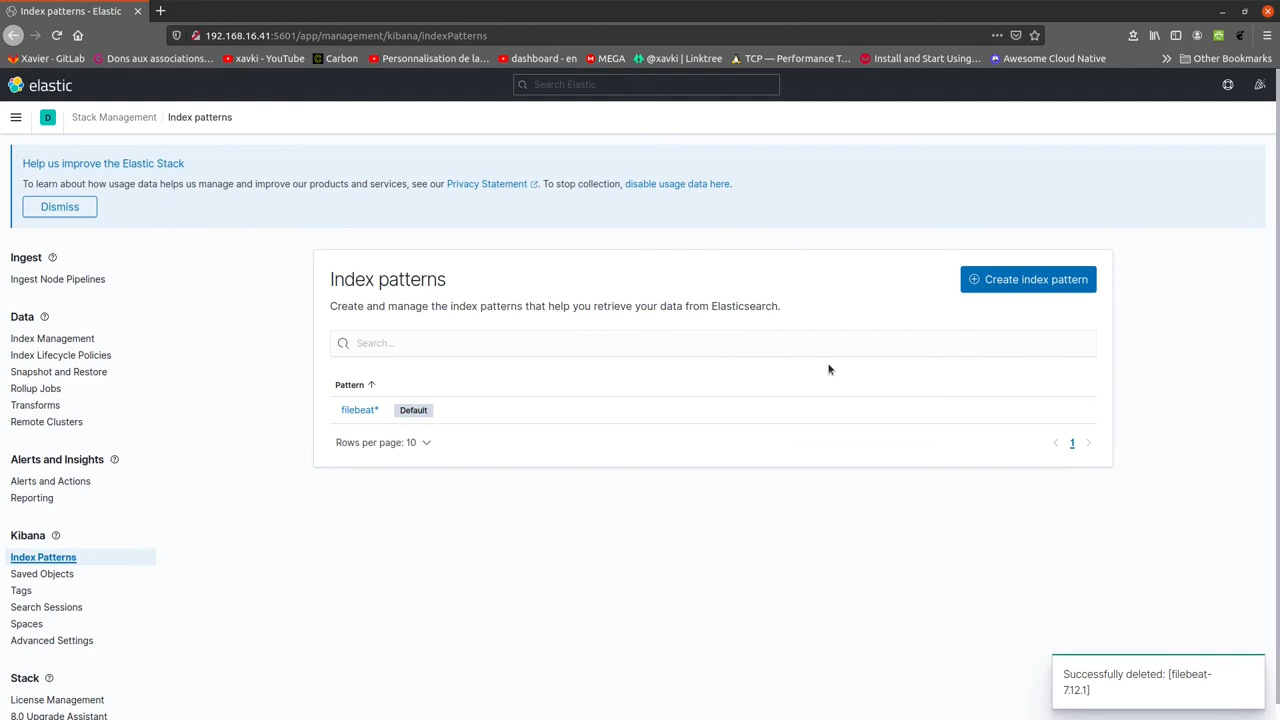 Index patterns - Elastic
192.168.16.41:5601/app/management/kibana/indexPatterns
Xavier · GitLab
Dons aux associations...
xavki - YouTube
Carbon
Personnalisation de la...
dashboard - en
MEGA
@xavki | Linktree
TCP — Performance T...
Install and Start Using...
Awesome Cloud Native
Other Bookmarks
elastic
Search Elastic
D
Stack Management
Index patterns
Help us improve the Elastic Stack
To learn about how usage data helps us manage and improve our products and services, see our Privacy Statement. To stop collection, disable usage data here.
Dismiss
Ingest
Ingest Node Pipelines
Data
Index Management
Index Lifecycle Policies
Snapshot and Restore
Rollup Jobs
Transforms
Remote Clusters
Alerts and Insights
Alerts and Actions
Reporting
Kibana
Index Patterns
Saved Objects
Tags
Search Sessions
Spaces
Advanced Settings
Stack
License Management
8.0 Upgrade Assistant
Index patterns
Create index pattern
Create and manage the index patterns that help you retrieve your data from Elasticsearch.
Search...
Pattern
filebeat*
Default
Rows per page: 10
1
Successfully deleted: [filebeat-
7.12.1]